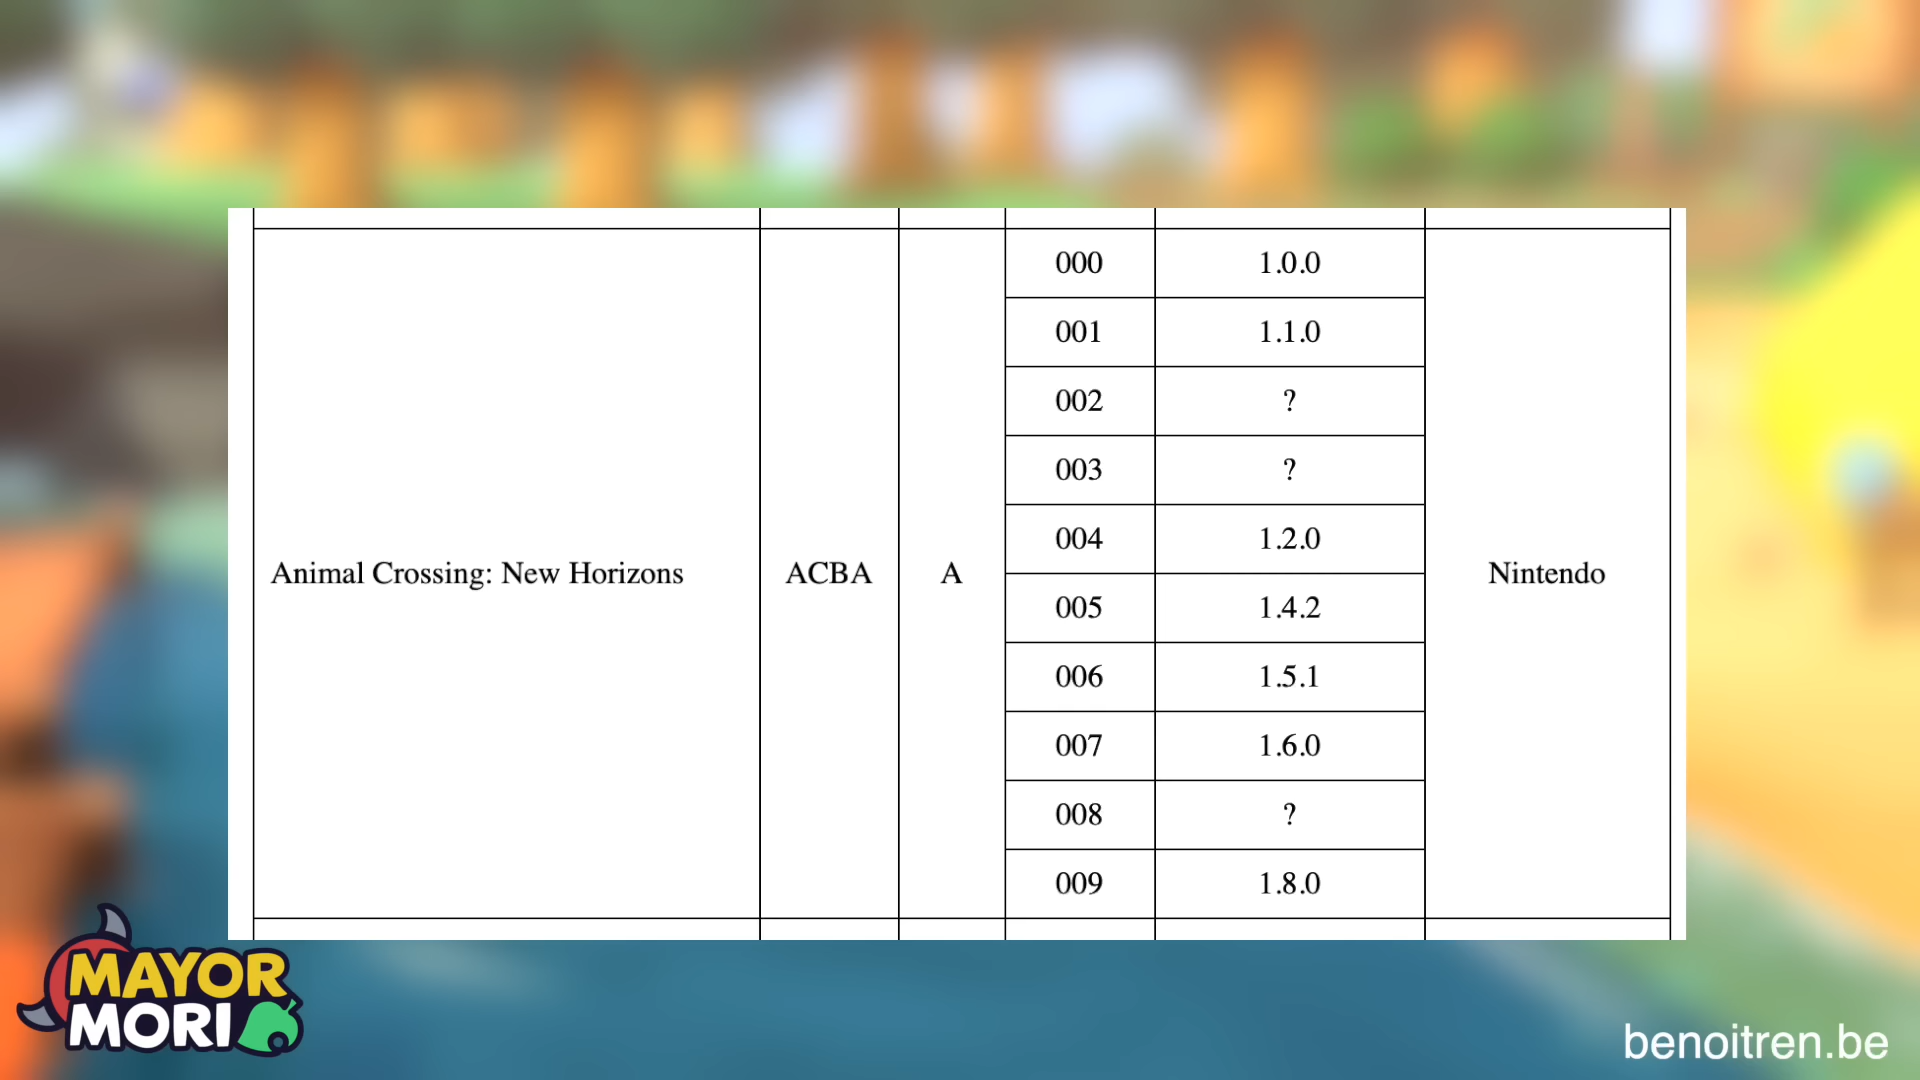 000 1.0.0
001 1.1.0
002 ?
003 ?
004 1.2.0
Animal Crossing: New Horizons ACBA A Nintendo
005 1.4.2
006 1.5.1
007 1.6.0
008 ?
009 1.8.0
MAYOR
MORI
benoitren.be